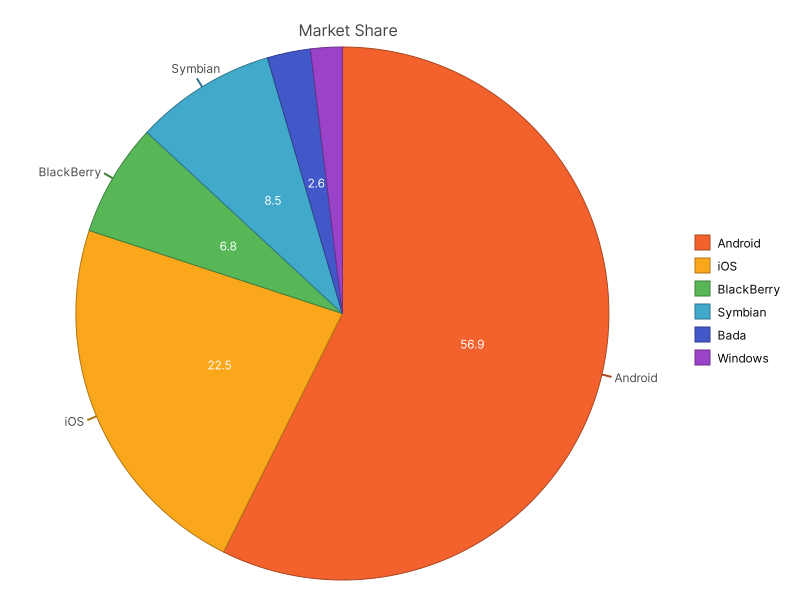 Market Share
Symbian
BlackBerry
2.6
8.5
6.8
Android
iOS
BlackBerry
Symbian
Bada
Windows
56.9
22.5
Android
iOS